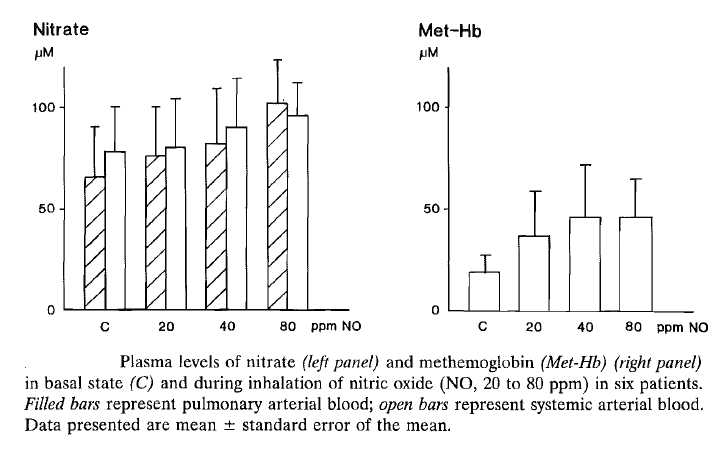 Nitrate
µM
100
50
0
C 20 40 80 ppm NO
Met-Hb
µM
100
50
0
C 20 40 80 ppm NO
Plasma levels of nitrate (left panel) and methemoglobin (Met-Hb) (right panel)
in basal state (C) and during inhalation of nitric oxide (NO, 20 to 80 ppm) in six patients.
Filled bars represent pulmonary arterial blood; open bars represent systemic arterial blood.
Data presented are mean ± standard error of the mean.